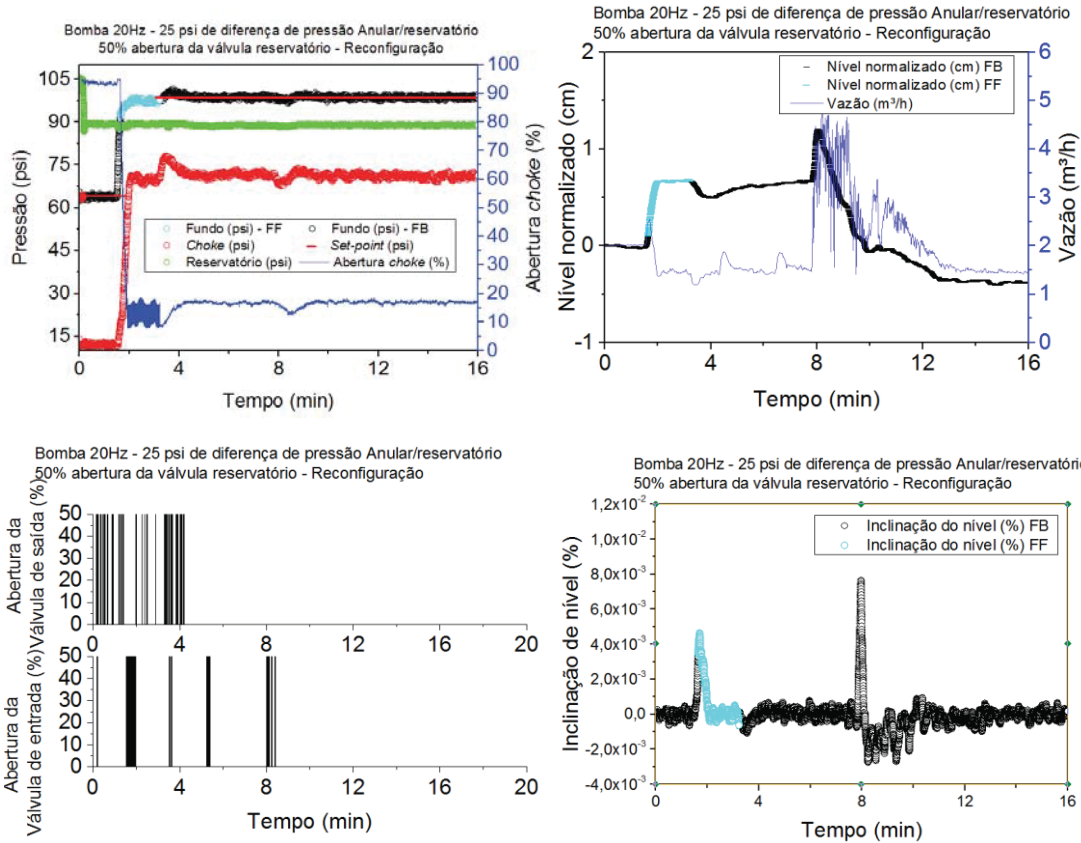 Bomba 20Hz - 25 psi de diferença de pressão Anular/reservatório
50% abertura da válvula reservatório - Reconfiguração
105
90
75
60
45
30
15
Pressão (psi)
100
90
80
70
60
50
40
30
20
10
0
Abertura choke (%)
Fundo (psi) - FF
Fundo (psi) - FB
Choke (psi)
Set-point (psi)
Reservatório (psi)
Abertura choke (%)
0 4 8 12 16
Tempo (min)
Bomba 20Hz - 25 psi de diferença de pressão Anular/reservatório
50% abertura da válvula reservatório - Reconfiguração
2
1
0
-1
Nível normalizado (cm)
6
5
4
3
2
1
0
Vazão (m³/h)
Nível normalizado (cm) FB
Nível normalizado (cm) FF
Vazão (m³/h)
0 4 8 12 16
Tempo (min)
Bomba 20Hz - 25 psi de diferença de pressão Anular/reservatório
50% abertura da válvula reservatório - Reconfiguração
Abertura da
Válvula de saída (%)
50
40
30
20
10
0
0 4 8 12 16 20
Abertura da
Válvula de entrada (%)
50
40
30
20
10
0
0 4 8 12 16 20
Tempo (min)
Bomba 20Hz - 25 psi de diferença de pressão Anular/reservatóri
50% abertura da válvula reservatório - Reconfiguração
1,2x10⁻²
1,0x10⁻²
8,0x10⁻³
6,0x10⁻³
4,0x10⁻³
2,0x10⁻³
0,0
-2,0x10⁻³
-4,0x10⁻³
Inclinação de nível (%)
Inclinação do nível (%) FB
Inclinação do nível (%) FF
0 4 8 12 16
Tempo (min)